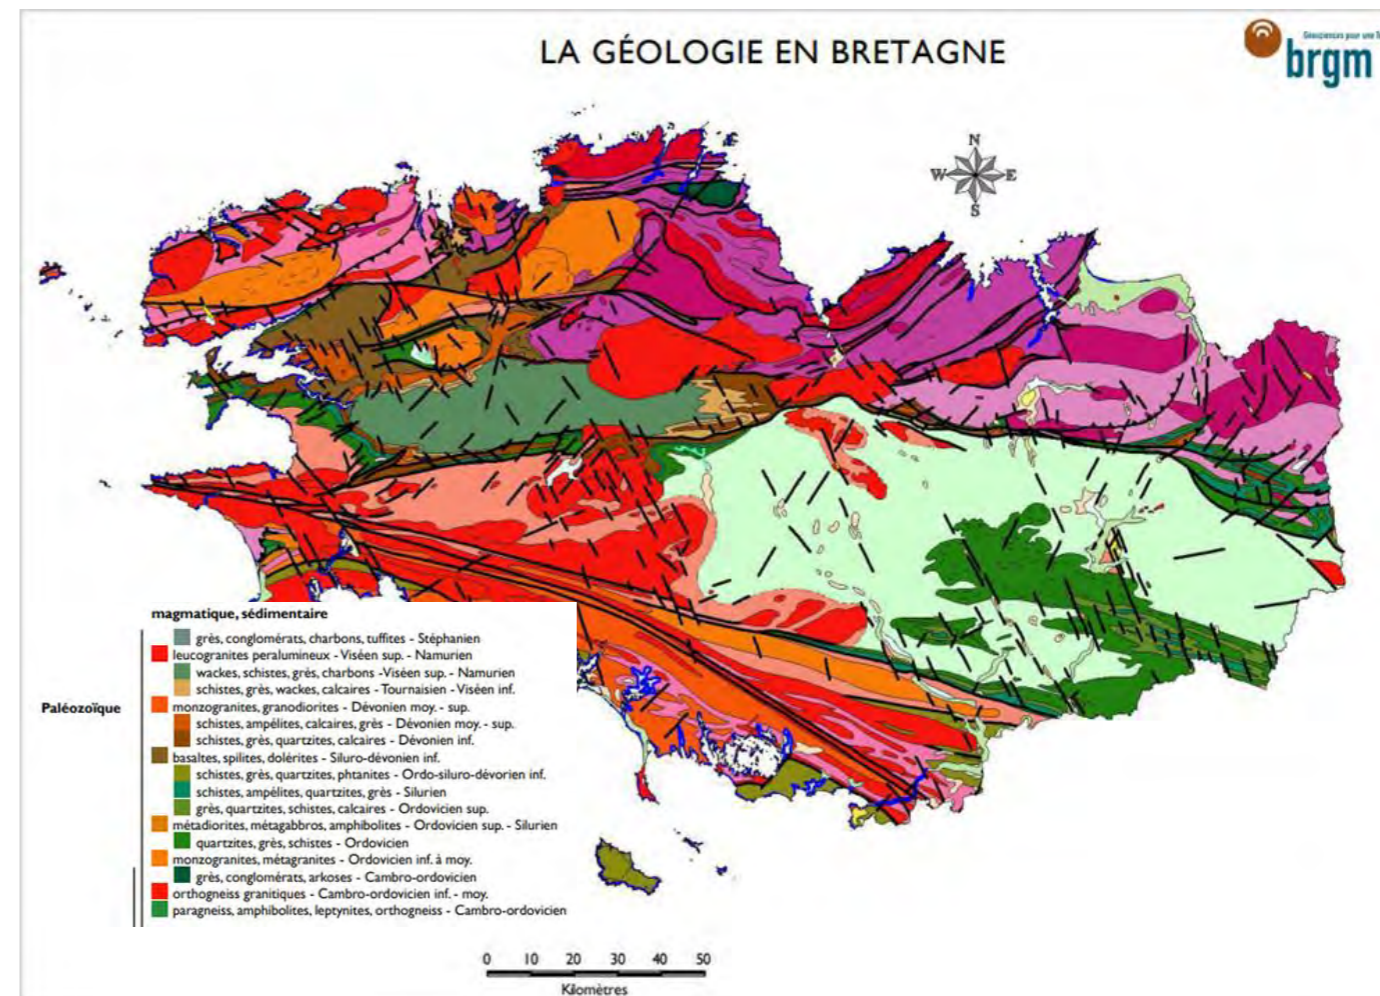 LA GÉOLOGIE EN BRETAGNE
Géosciences pour une T
brgm
N
W E
S
magmatique, sédimentaire
grès, conglomérats, charbons, tuffites - Stéphanien
leucogranites peralumineux - Viséen sup. - Namurien
wackes, schistes, grès, charbons -Viséen sup. - Namurien
schistes, grès, wackes, calcaires - Tournaisien - Viséen inf.
Paléozoïque
monzogranites, granodiorites - Dévonien moy. - sup.
schistes, ampélites, calcaires, grès - Dévonien moy. - sup.
schistes, grès, quartzites, calcaires - Dévonien inf.
basaltes, spilites, dolérites - Siluro-dévonien inf.
schistes, grès, quartzites, phtanites - Ordo-siluro-dévorien inf.
schistes, ampélites, quartzites, grès - Silurien
grès, quartzites, schistes, calcaires - Ordovicien sup.
métadiorites, métagabbros, amphibolites - Ordovicien sup. - Silurien
quartzites, grès, schistes - Ordovicien
monzogranites, métagranites - Ordovicien inf. à moy.
grès, conglomérats, arkoses - Cambro-ordovicien
orthogneiss granitiques - Cambro-ordovicien inf. - moy.
paragneiss, amphibolites, leptynites, orthogneiss - Cambro-ordovicien
0 10 20 30 40 50
Kilomètres